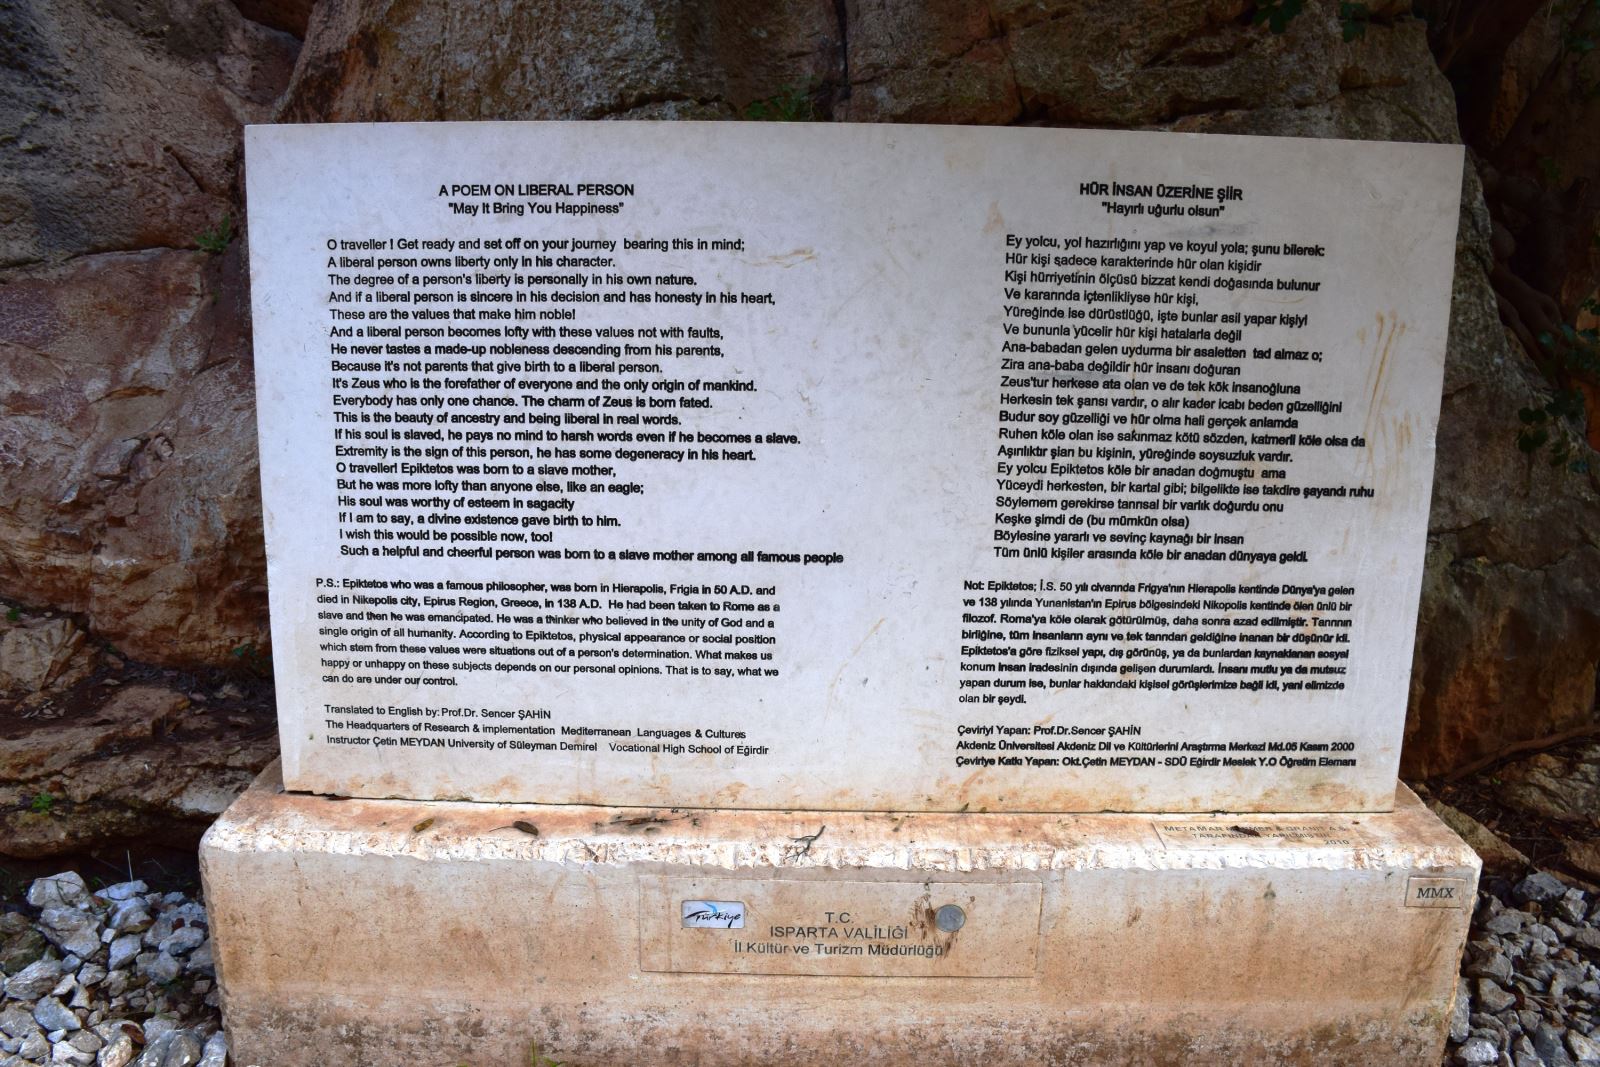 A POEM ON LIBERAL PERSON
"May It Bring You Happiness"
O traveller ! Get ready and set off on your journey bearing this in mind;
A liberal person owns liberty only in his character.
The degree of a person's liberty is personally in his own nature.
And if a liberal person is sincere in his decision and has honesty in his heart,
These are the values that make him noble!
And a liberal person becomes lofty with these values not with faults,
He never tastes a made-up nobleness descending from his parents,
Because it's not parents that give birth to a liberal person.
It's Zeus who is the forefather of everyone and the only origin of mankind.
Everybody has only one chance. The charm of Zeus is born fated.
This is the beauty of ancestry and being liberal in real words.
If his soul is slaved, he pays no mind to harsh words even if he becomes a slave.
Extremity is the sign of this person, he has some degeneracy in his heart.
O traveller! Epiktetos was born to a slave mother,
But he was more lofty than anyone else, like an eagle;
His soul was worthy of esteem in sagacity
If I am to say, a divine existence gave birth to him.
I wish this would be possible now, too!
Such a helpful and cheerful person was born to a slave mother among all famous people
P.S.: Epiktetos who was a famous philosopher, was born in Hierapolis, Frigia in 50 A.D. and
died in Nikepolis city, Epirus Region, Greece, in 138 A.D. He had been taken to Rome as a
slave and then he was emancipated. He was a thinker who believed in the unity of God and a
single origin of all humanity. According to Epiktetos, physical appearance or social position
which stem from these values were situations out of a person's determination. What makes us
happy or unhappy on these subjects depends on our personal opinions. That is to say, what we
can do are under our control.
Translated to English by: Prof.Dr. Sencer ŞAHİN
The Headquarters of Research & implementation Mediterranean Languages & Cultures
Instructor Çetin MEYDAN University of Süleyman Demirel Vocational High School of Eğirdir
HÜR İNSAN ÜZERİNE ŞİİR
"Hayırlı uğurlu olsun"
Ey yolcu, yol hazırlığını yap ve koyul yola; şunu bilerek:
Hür kişi sadece karakterinde hür olan kişidir
Kişi hürriyetinin ölçüsü bizzat kendi doğasında bulunur
Ve kararında içtenlikliyse hür kişi,
Yüreğinde ise dürüstlüğü, işte bunlar asil yapar kişiyi
Ve bununla yücelir hür kişi hatalarla değil
Ana-babadan gelen uydurma bir asaletten tad almaz o;
Zira ana-baba değildir hür insanı doğuran
Zeus'tur herkese ata olan ve de tek kök insanoğluna
Herkesin tek şansı vardır, o alır kader icabı beden güzelliğini
Budur soy güzelliği ve hür olma hali gerçek anlamda
Ruhen köle olan ise sakınmaz kötü sözden, katmerli köle olsa da
Aşırılıktır şiarı bu kişinin, yüreğinde soysuzluk vardır.
Ey yolcu Epiktetos köle bir anadan doğmuştu ama
Yüceydi herkesten, bir kartal gibi; bilgelikte ise takdire şayandı ruhu
Söylemem gerekirse tanrısal bir varlık doğurdu onu
Keşke şimdi de (bu mümkün olsa)
Böylesine yararlı ve sevinç kaynağı bir insan
Tüm ünlü kişiler arasında köle bir anadan dünyaya geldi.
Not: Epiktetos; İ.S. 50 yılı civarında Frigya'nın Hierapolis kentinde Dünya'ya gelen
ve 138 yılında Yunanistan'ın Epirus bölgesindeki Nikopolis kentinde ölen ünlü bir
filozof. Roma'ya köle olarak götürülmüş, daha sonra azad edilmiştir. Tanrının
birliğine, tüm insanların aynı ve tek tanrıdan geldiğine inanan bir düşünür idi.
Epiktetos'a göre fiziksel yapı, dış görünüş, ya da bunlardan kaynaklanan sosyal
konum insan iradesinin dışında gelişen durumlardı. İnsanı mutlu ya da mutsuz
yapan durum ise, bunlar hakkındaki kişisel görüşlerimize bağlı idi, yani elimizde
olan bir şeydi.
Çeviriyi Yapan: Prof.Dr.Sencer ŞAHİN
Akdeniz Üniversitesi Akdeniz Dil ve Kültürlerini Araştırma Merkezi Md.05 Kasım 2000
Çeviriye Katkı Yapan: Okt.Çetin MEYDAN - SDÜ Eğirdir Meslek Y.O Öğretim Elemanı
METAMAR MERMER & GRANİT A.Ş.
TARAFINDAN YAPILMIŞTIR
2010
MMX
Türkiye
T.C.
ISPARTA VALİLİĞİ
İl Kültür ve Turizm Müdürlüğü